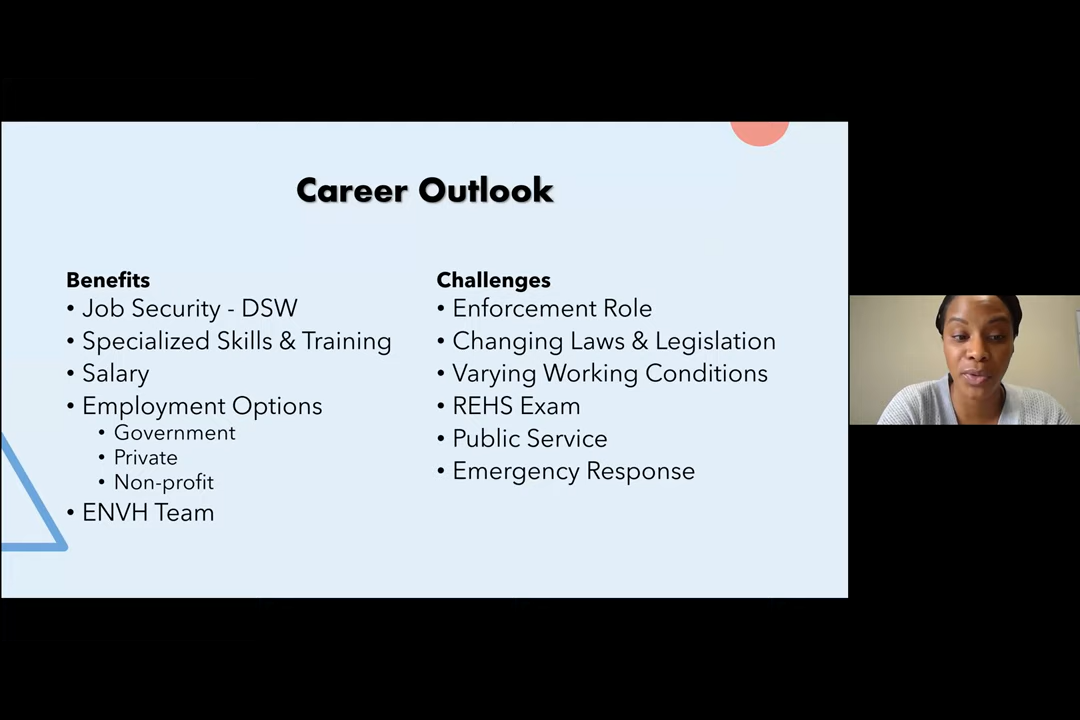 Career Outlook
Benefits
• Job Security - DSW
• Specialized Skills & Training
• Salary
• Employment Options
• Government
• Private
• Non-profit
• ENVH Team
Challenges
• Enforcement Role
• Changing Laws & Legislation
• Varying Working Conditions
• REHS Exam
• Public Service
• Emergency Response